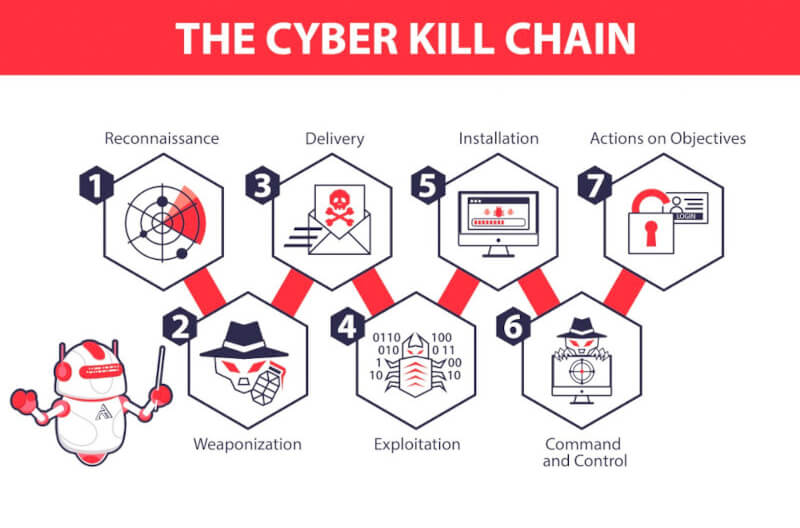 THE CYBER KILL CHAIN
Reconnaissance
1
Weaponization
2
Delivery
3
Exploitation
4
0110 100
010 0 11
1 00
10 10
Installation
5
Command
and Control
6
Actions on Objectives
7
LOGIN